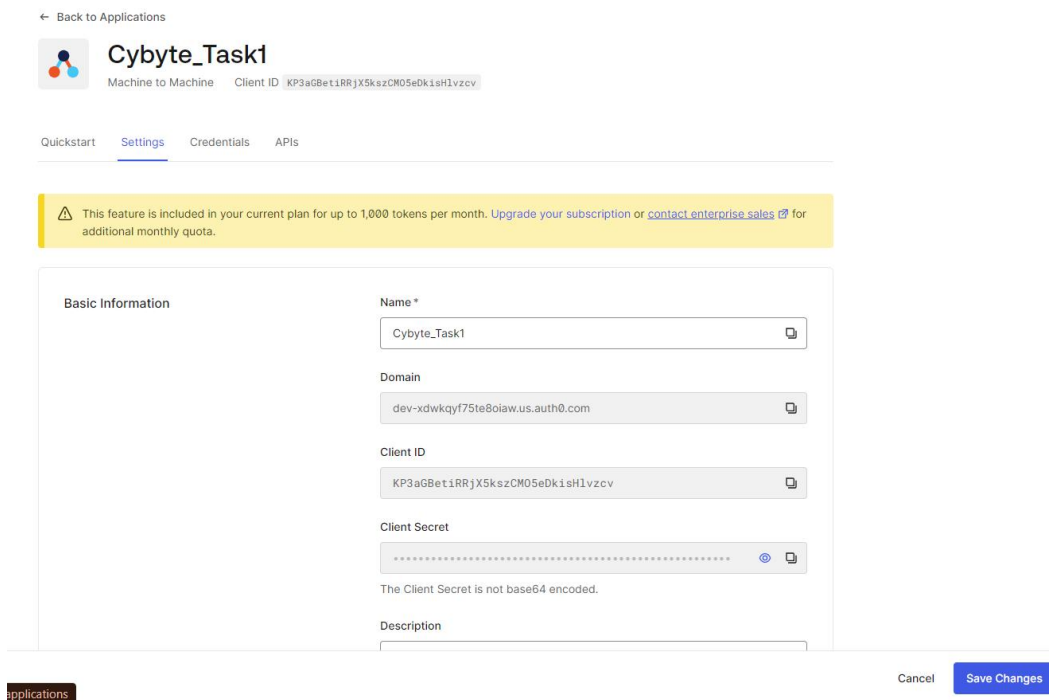 ← Back to Applications
Cybyte_Task1
Machine to Machine Client ID KP3aGBetiRRjX5kszCMO5eDkisHlvzcv
Quickstart Settings Credentials APIs
This feature is included in your current plan for up to 1,000 tokens per month. Upgrade your subscription or contact enterprise sales for
additional monthly quota.
Basic Information
Name *
Cybyte_Task1
Domain
dev-xdwkqyf75te8oiaw.us.auth0.com
Client ID
KP3aGBetiRRjX5kszCMO5eDkisHlvzcv
Client Secret
The Client Secret is not base64 encoded.
Description
Cancel Save Changes
applications